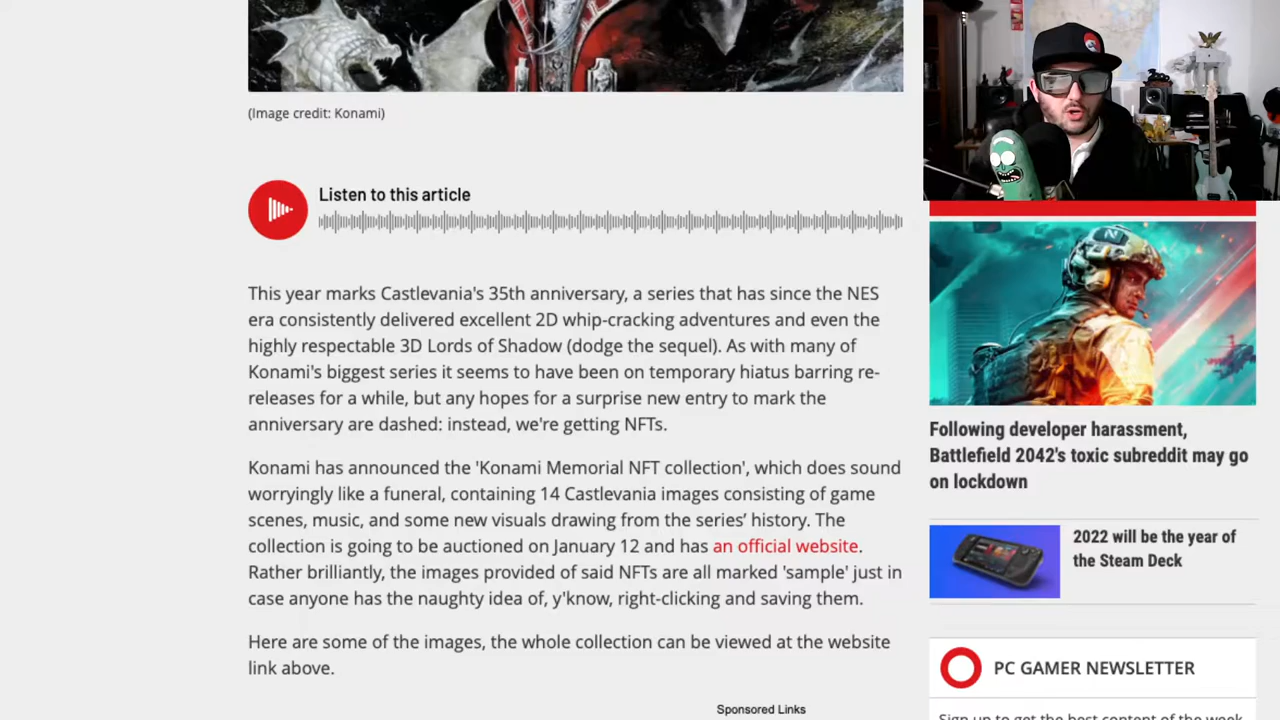 (Image credit: Konami)
Listen to this article
This year marks Castlevania's 35th anniversary, a series that has since the NES
era consistently delivered excellent 2D whip-cracking adventures and even the
highly respectable 3D Lords of Shadow (dodge the sequel). As with many of
Konami's biggest series it seems to have been on temporary hiatus barring re-
releases for a while, but any hopes for a surprise new entry to mark the
anniversary are dashed: instead, we're getting NFTs.
Konami has announced the 'Konami Memorial NFT collection', which does sound
worryingly like a funeral, containing 14 Castlevania images consisting of game
scenes, music, and some new visuals drawing from the series’ history. The
collection is going to be auctioned on January 12 and has an official website.
Rather brilliantly, the images provided of said NFTs are all marked 'sample' just in
case anyone has the naughty idea of, y'know, right-clicking and saving them.
Here are some of the images, the whole collection can be viewed at the website
link above.
Sponsored Links
Following developer harassment,
Battlefield 2042's toxic subreddit may go
on lockdown
2022 will be the year of
the Steam Deck
PC GAMER NEWSLETTER
Sign up to get the best content of the week